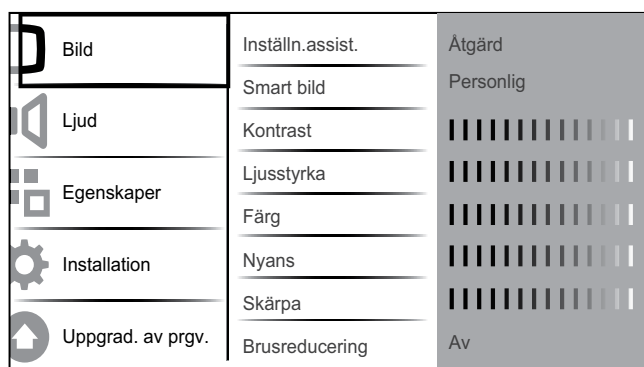 Bild
Ljud
Egenskaper
Installation
Uppgrad. av prgv.
Inställn.assist.
Smart bild
Kontrast
Ljusstyrka
Färg
Nyans
Skärpa
Brusreducering
Åtgärd
Personlig
Av